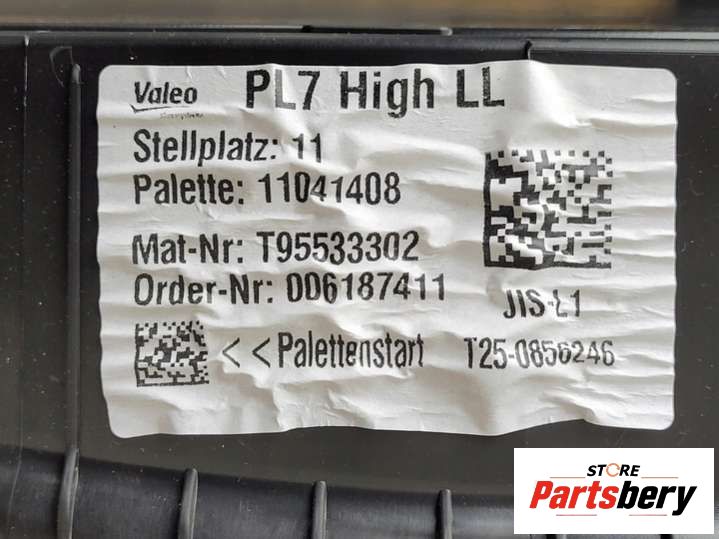 Valeo PL7 High LL
Stellplatz: 11
Palette: 11041408
Mat-Nr: T95533302
Order-Nr: 006187411
JIS-L1
<<Palettenstart T25-0856246
STORE
Partsbery